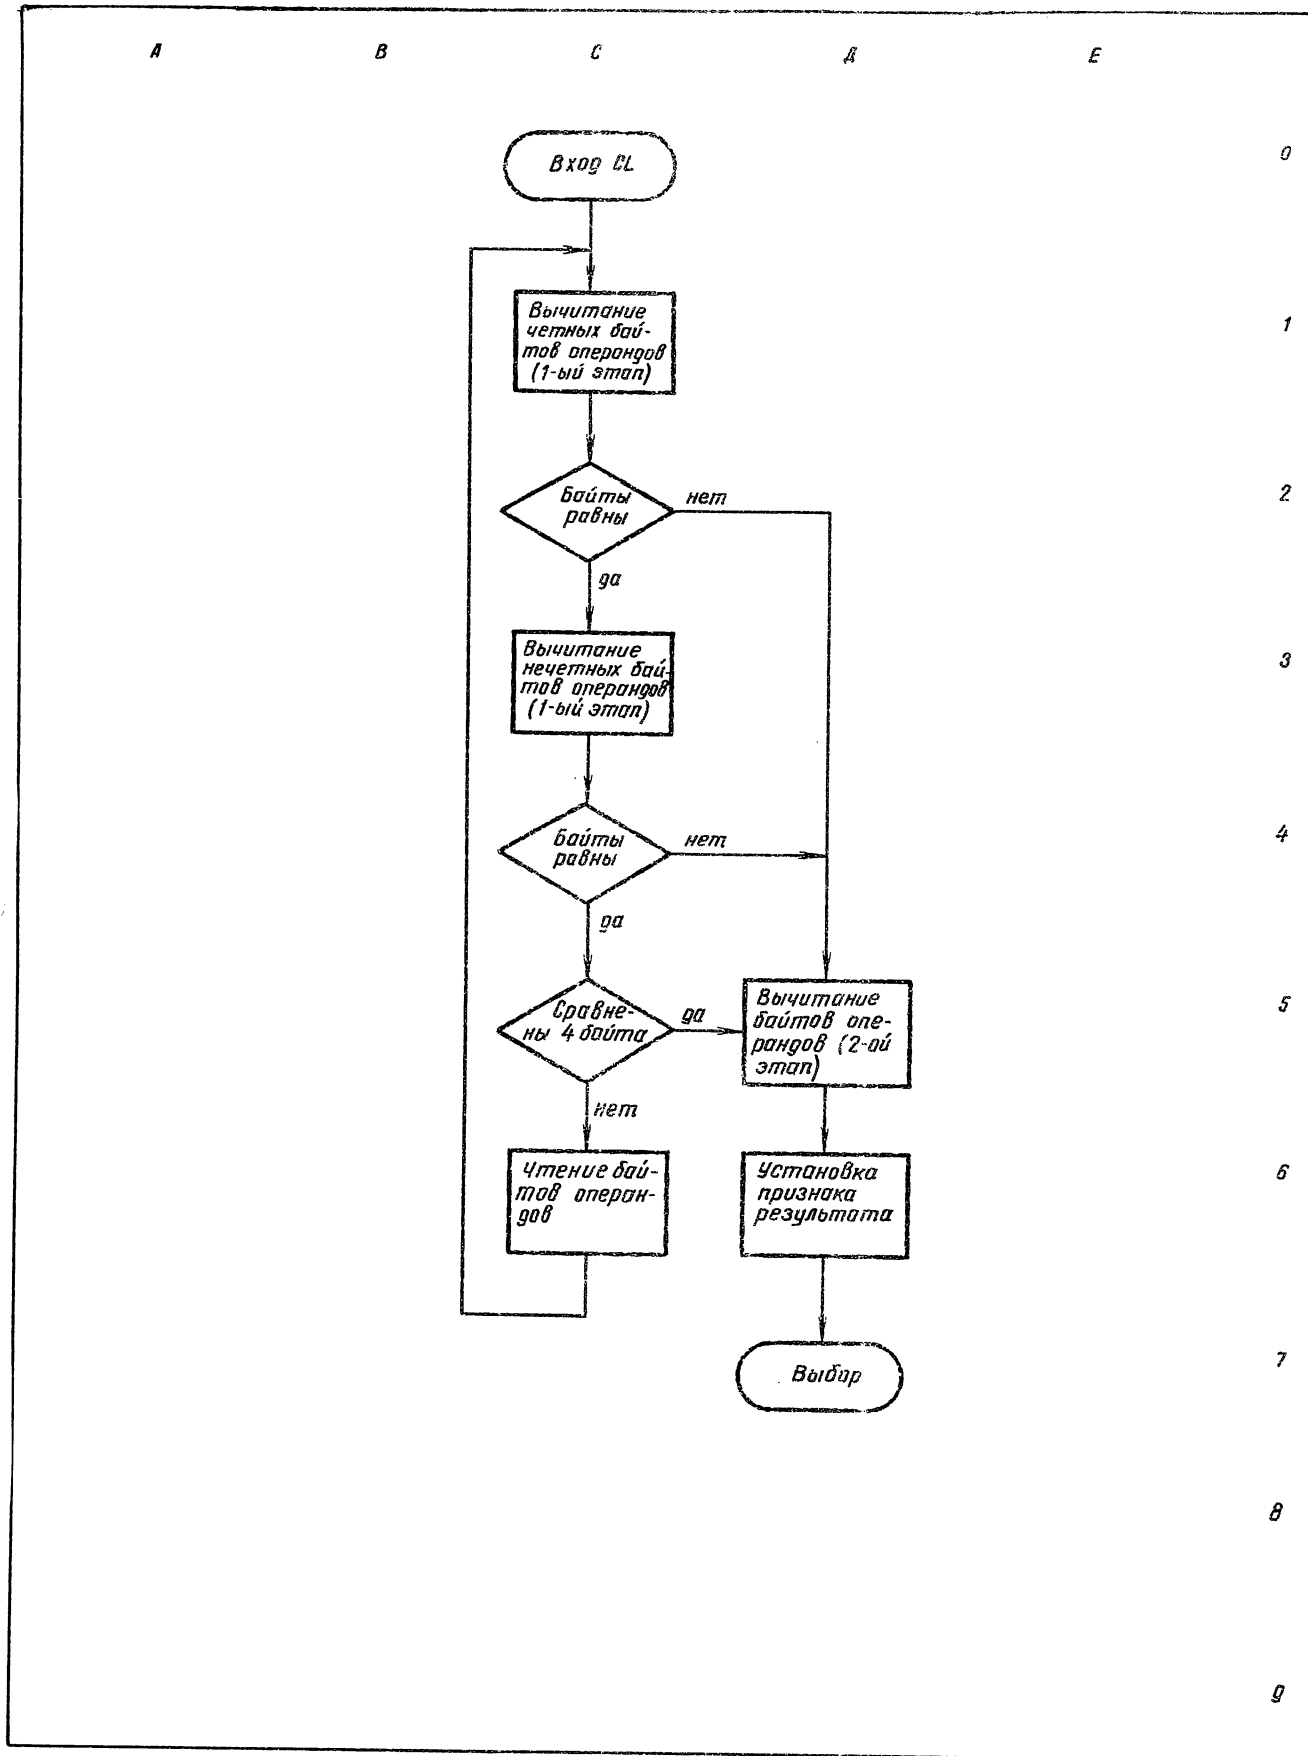 А В С Д Е
0
Вход CL
1
Вычитание
четных бай-
тов операндов
(1-ый этап)
2
Байты
равны
нет
да
3
Вычитание
нечетных бай-
тов операндов
(1-ый этап)
4
Байты
равны
нет
да
5
Сравне-
ны 4 байта
да
Вычитание
байтов опе-
рандов (2-ой
этап)
нет
6
Чтение бай-
тов операн-
дов
Установка
признака
результата
7
Выбор
8
9